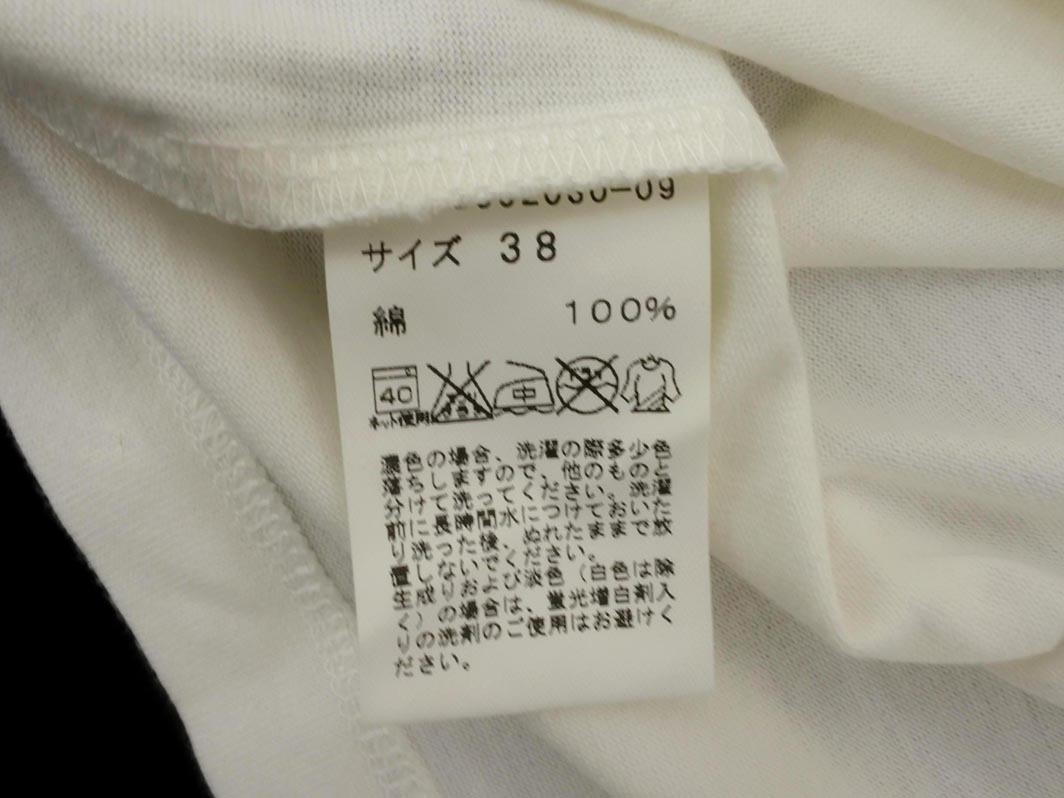 サイズ 38
綿 100%
40 中 ドライ
ネット使用
濃色の場合、洗濯の際多少色
落ちしますので、他のものと
分けて洗ってください。洗濯
前に長時間水につけておいた
り洗った後、ぬれたままで放
置しないでください。
生成りおよび淡色（白色は除
く）の場合は、蛍光増白剤入
りの洗剤のご使用はお避けく
ださい。